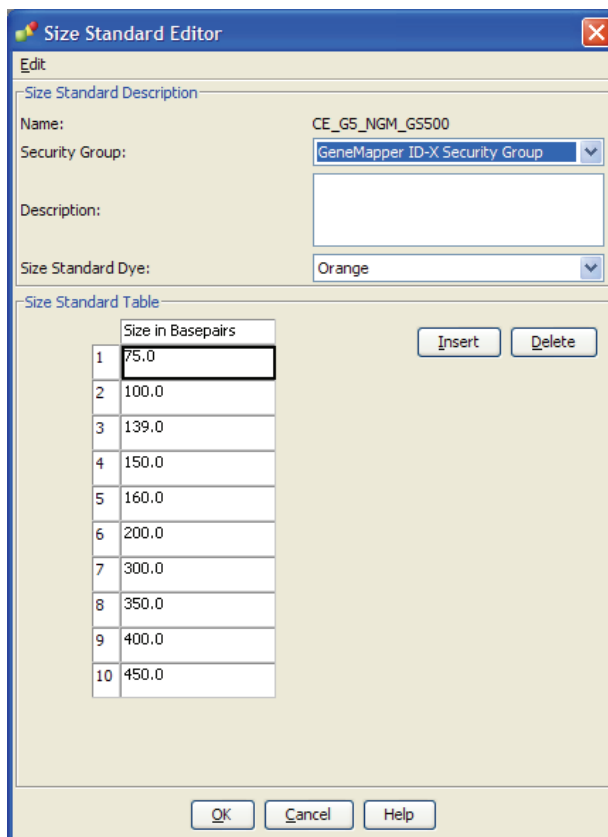 Size Standard Editor
Edit
Size Standard Description
Name: CE_G5_NGM_GS500
Security Group: GeneMapper ID-X Security Group
Description:
Size Standard Dye: Orange
Size Standard Table
Size in Basepairs
Insert Delete
1 75.0
2 100.0
3 139.0
4 150.0
5 160.0
6 200.0
7 300.0
8 350.0
9 400.0
10 450.0
OK Cancel Help